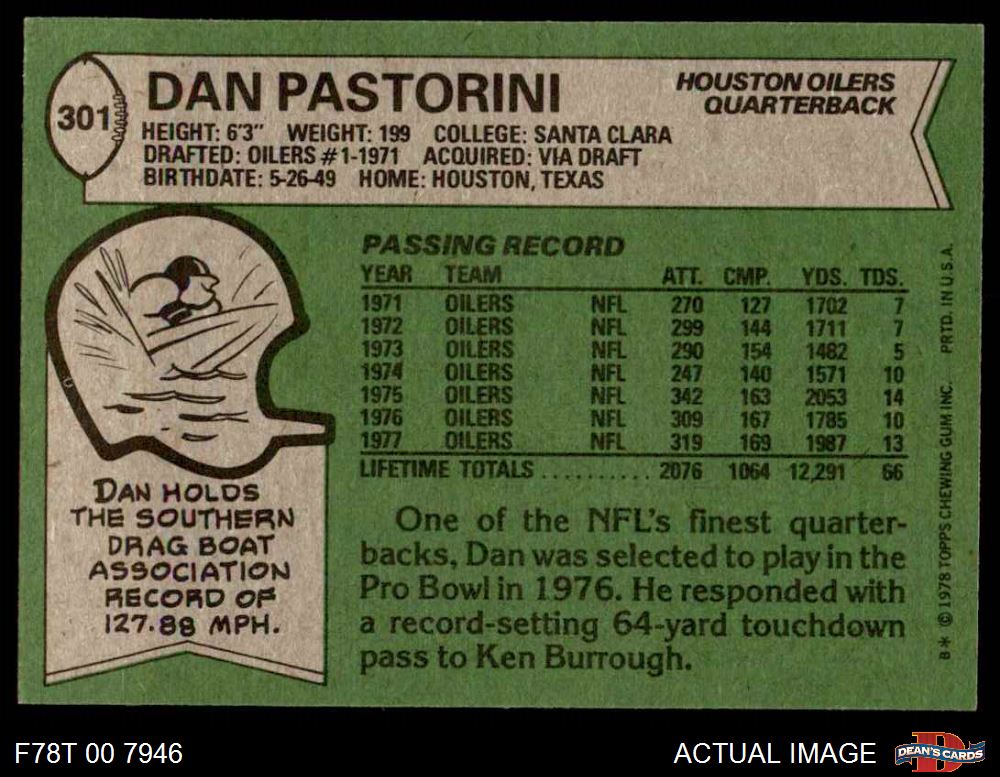 301
DAN PASTORINI
HOUSTON OILERS
QUARTERBACK
HEIGHT: 6'3" WEIGHT: 199 COLLEGE: SANTA CLARA
DRAFTED: OILERS #1-1971 ACQUIRED: VIA DRAFT
BIRTHDATE: 5-26-49 HOME: HOUSTON, TEXAS
PASSING RECORD
YEAR TEAM ATT. CMP. YDS. TDS.
1971 OILERS NFL 270 127 1702 7
1972 OILERS NFL 299 144 1711 7
1973 OILERS NFL 290 154 1482 5
1974 OILERS NFL 247 140 1571 10
1975 OILERS NFL 342 163 2053 14
1976 OILERS NFL 309 167 1785 10
1977 OILERS NFL 319 169 1987 13
LIFETIME TOTALS .......... 2076 1064 12,291 66
DAN HOLDS
THE SOUTHERN
DRAG BOAT
ASSOCIATION
RECORD OF
127.88 MPH.
One of the NFL's finest quarter-
backs, Dan was selected to play in the
Pro Bowl in 1976. He responded with
a record-setting 64-yard touchdown
pass to Ken Burrough.
B* © 1978 TOPPS CHEWING GUM INC. PRTD. IN U.S.A.
F78T 00 7946
ACTUAL IMAGE
DEAN'S CARDS